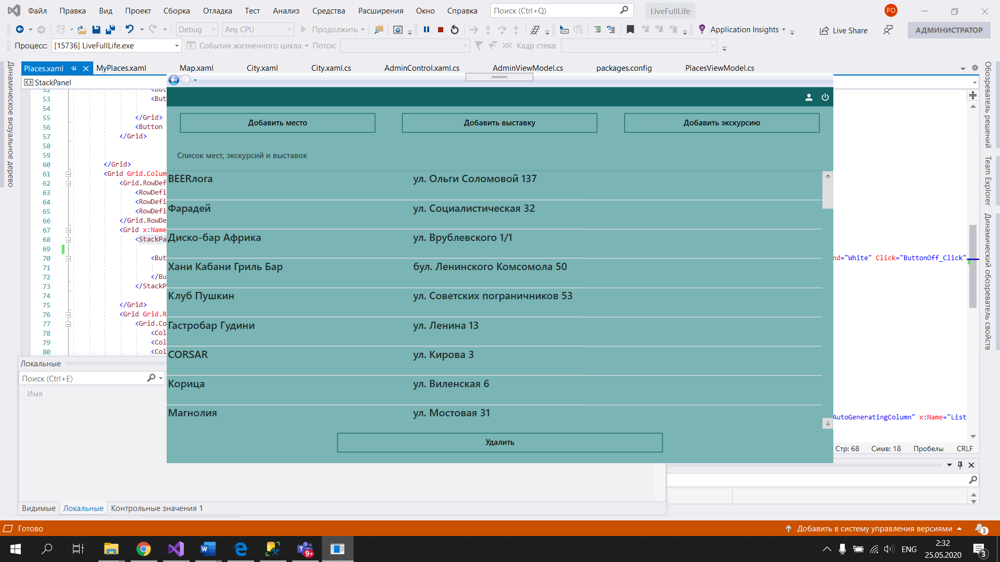 Файл Правка Вид Проект Сборка Отладка Тест Анализ Средства Расширения Окно Справка Поиск (Ctrl+Q) LiveFullLife PO
Debug Any CPU Продолжить Application Insights Live Share АДМИНИСТРАТОР
Процесс: [15736] LiveFullLife.exe События жизненного цикла Поток: Кадр стека:
Динамическое визуальное дерево
Places.xaml MyPlaces.xaml Map.xaml City.xaml City.xaml.cs AdminControl.xaml.cs AdminViewModel.cs packages.config PlacesViewModel.cs
StackPanel
52 <But
53 <But
54
55 </Grid>
56 <Button
57 </Grid>
58
59
60 </Grid>
61 <Grid Grid.Colum
62 <Grid.RowDef
63 <RowDefi
64 <RowDefi
65 <RowDefi
66 </Grid.RowDe
67 <Grid x:Name
68 <StackPa
69
70 <But
71
72 </Bu
73 </StackP
74
75 </Grid>
76 <Grid Grid.R
77 <Grid.Co
78 <Col
79 <Col
80 <Col
Добавить место Добавить выставку Добавить экскурсию
Список мест, экскурсий и выставок
BEERлога ул. Ольги Соломовой 137
Фарадей ул. Социалистическая 32
Диско-бар Африка ул. Врублевского 1/1
Хани Кабани Гриль Бар бул. Ленинского Комсомола 50
Клуб Пушкин ул. Советских пограничников 53
Гастробар Гудини ул. Ленина 13
CORSAR ул. Кирова 3
Корица ул. Виленская 6
Магнолия ул. Мостовая 31
Удалить
nd="White" Click="ButtonOff_Click"
AutoGeneratingColumn" x:Name="List
Стр: 68 Симв: 18 Пробелы CRLF
Обозреватель решений
Team Explorer
Динамический обозреватель свойств
Локальные
Поиск (Ctrl+E)
Имя
Видимые Локальные Контрольные значения 1
Готово Добавить в систему управления версиями 3
9+ ENG 2:32
25.05.2020 3